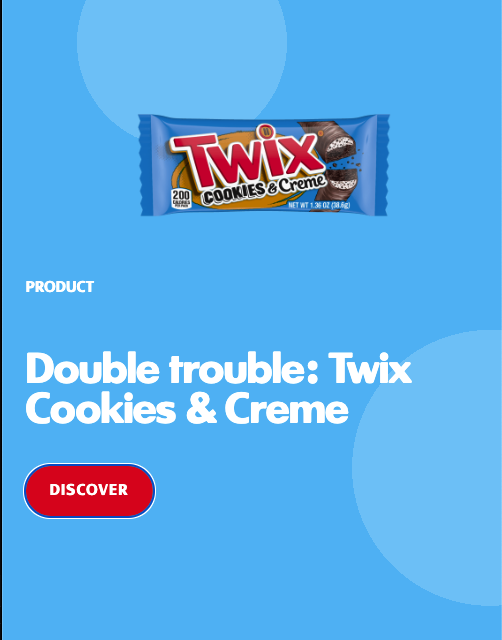 TWIX
COOKIES & Creme
200
CALORIES
PER PACK
NET WT 1.36 OZ (38.6g)
PRODUCT
Double trouble: Twix
Cookies & Creme
DISCOVER